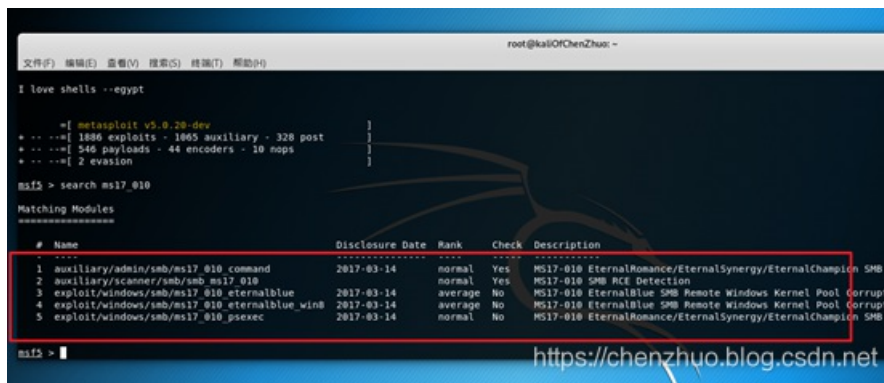 root@kaliOfChenZhuo: ~
文件(F) 编辑(E) 查看(V) 搜索(S) 终端(T) 帮助(H)
I love shells --egypt
=[ metasploit v5.0.20-dev ]
+ -- --=[ 1886 exploits - 1065 auxiliary - 328 post ]
+ -- --=[ 546 payloads - 44 encoders - 10 nops ]
+ -- --=[ 2 evasion ]
msf5 > search ms17_010
Matching Modules
================
# Name Disclosure Date Rank Check Description
- ---- --------------- ---- ----- -----------
1 auxiliary/admin/smb/ms17_010_command 2017-03-14 normal Yes MS17-010 EternalRomance/EternalSynergy/EternalChampion SMB
2 auxiliary/scanner/smb/smb_ms17_010 normal Yes MS17-010 SMB RCE Detection
3 exploit/windows/smb/ms17_010_eternalblue 2017-03-14 average No MS17-010 EternalBlue SMB Remote Windows Kernel Pool Corrup
4 exploit/windows/smb/ms17_010_eternalblue_win8 2017-03-14 average No MS17-010 EternalBlue SMB Remote Windows Kernel Pool Corrup
5 exploit/windows/smb/ms17_010_psexec 2017-03-14 normal No MS17-010 EternalRomance/EternalSynergy/EternalChampion SMB
msf5 >
https://chenzhuo.blog.csdn.net